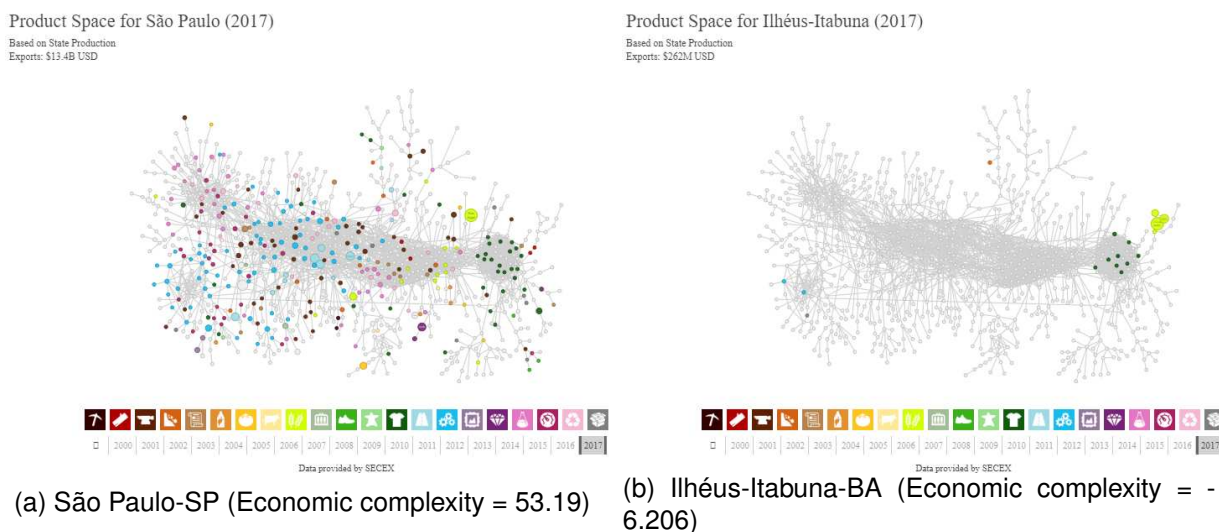 Product Space for São Paulo (2017)
Based on State Production
Exports: $13.4B USD
2000 2001 2002 2003 2004 2005 2006 2007 2008 2009 2010 2011 2012 2013 2014 2015 2016 2017
Data provided by SECEX
(a) São Paulo-SP (Economic complexity = 53.19)
Product Space for Ilhéus-Itabuna (2017)
Based on State Production
Exports: $262M USD
2000 2001 2002 2003 2004 2005 2006 2007 2008 2009 2010 2011 2012 2013 2014 2015 2016 2017
Data provided by SECEX
(b) Ilhéus-Itabuna-BA (Economic complexity = -
6.206)